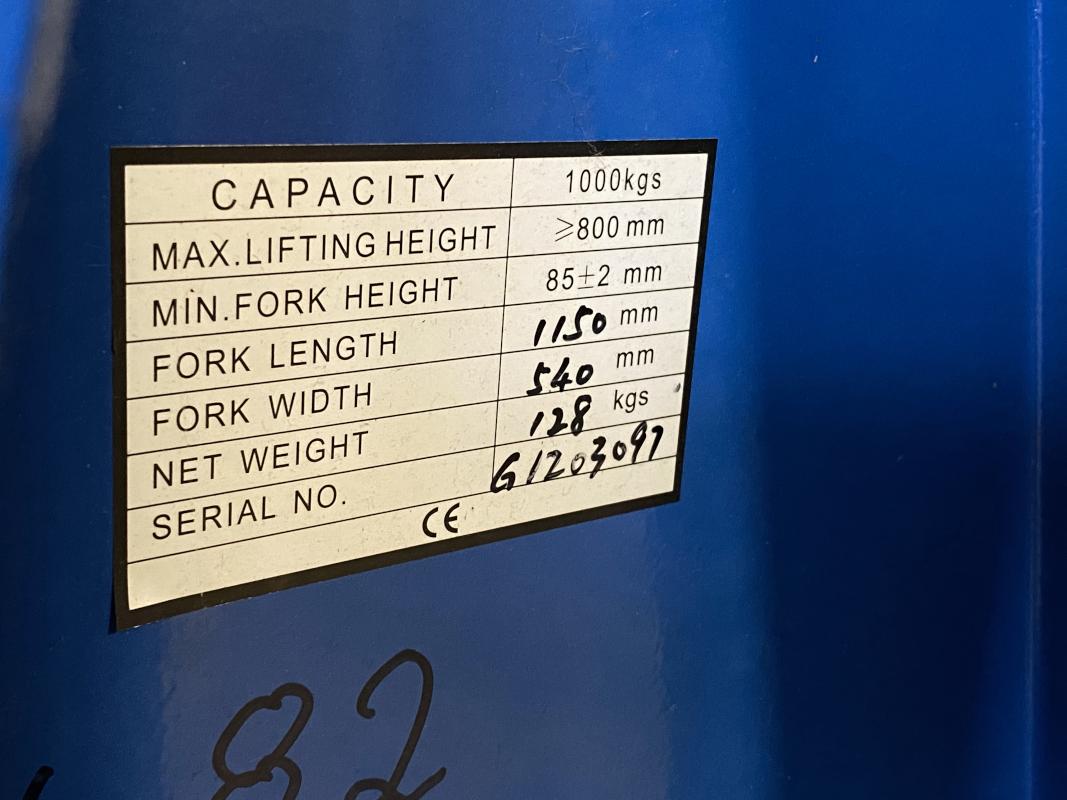 CAPACITY 1000kgs
MAX.LIFTING HEIGHT ≥800 mm
MIN.FORK HEIGHT 85±2 mm
FORK LENGTH 1150 mm
FORK WIDTH 540 mm
NET WEIGHT 128 kgs
SERIAL NO. G1203097
CE
82